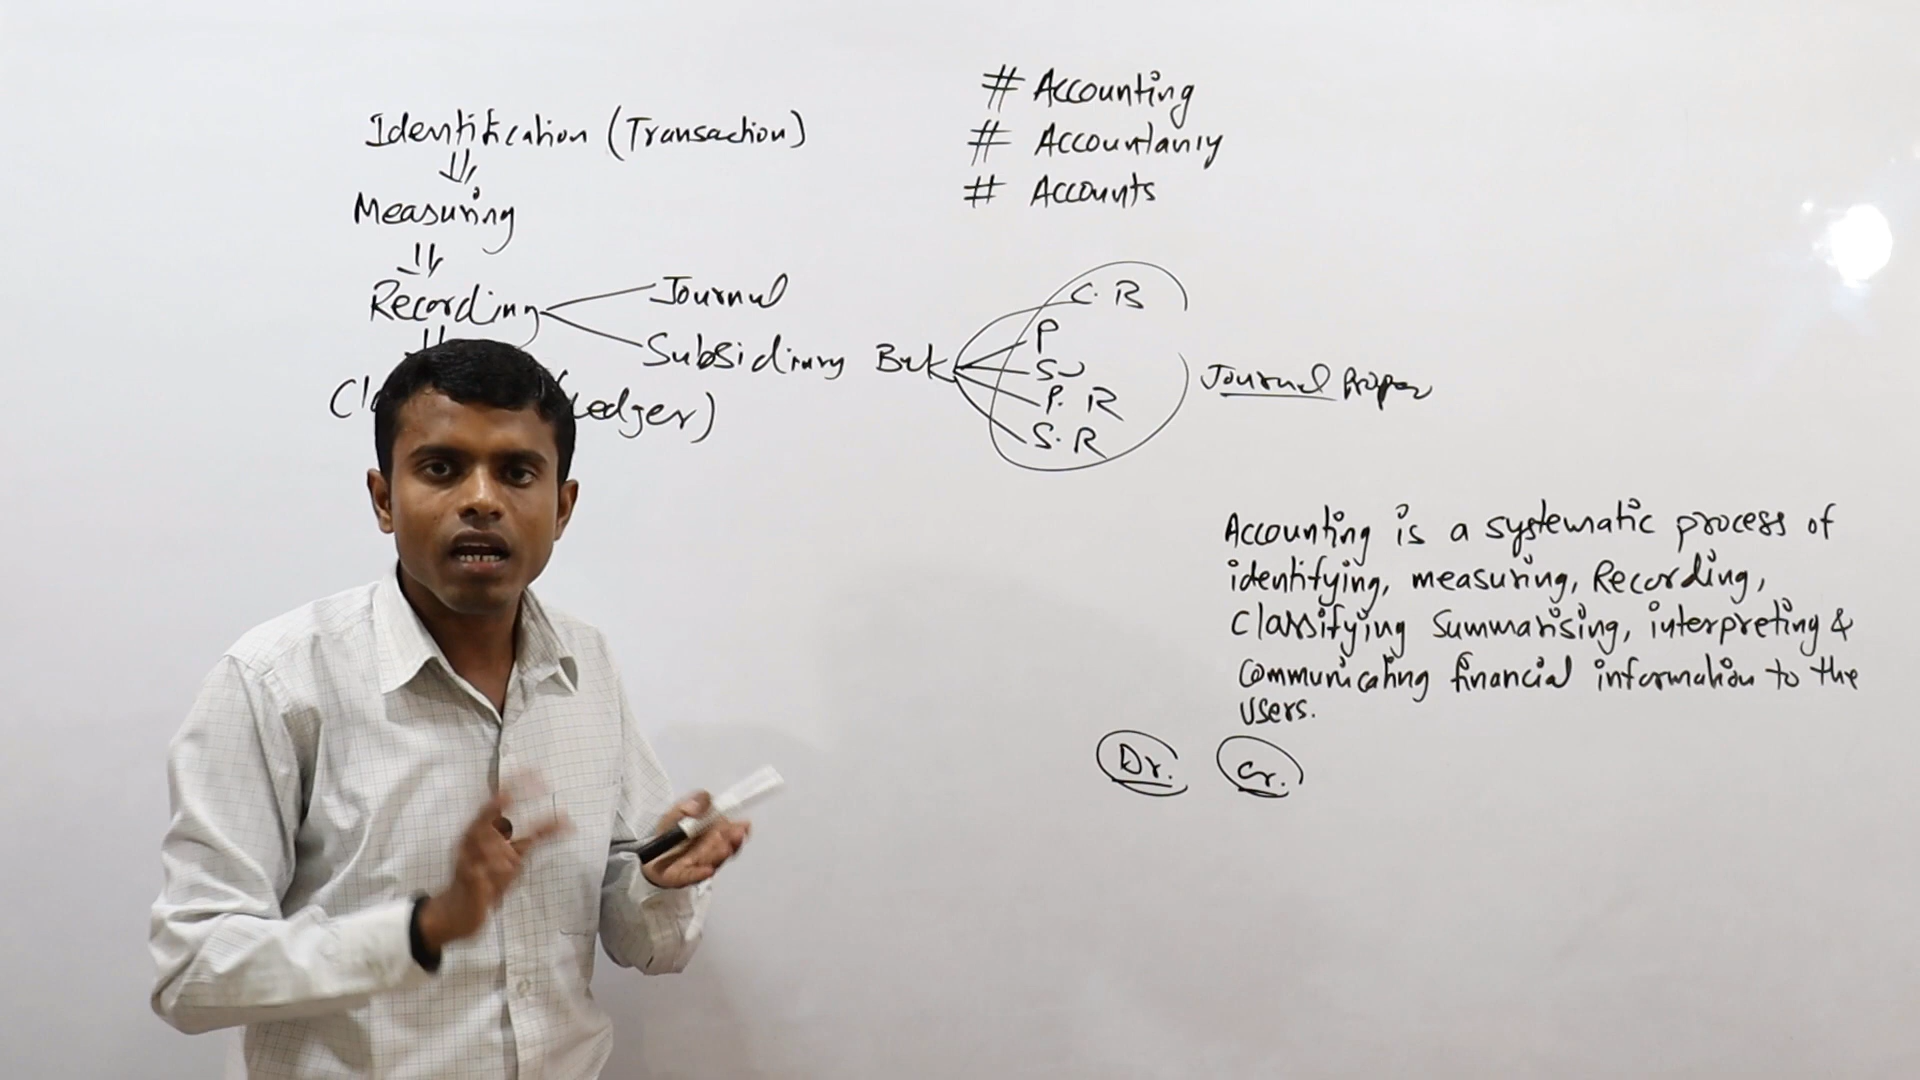 # Accounting
# Accountancy
# Accounts
Identification (Transaction)
Measuring
Recording
Journal
Subsidiary Book
C. B
P
S
P. R
S. R
Journal Proper
Ledger)
Accounting is a systematic process of
identifying, measuring, Recording,
Classifying Summarising, interpreting &
Communicating financial information to the
users.
Dr. Cr.